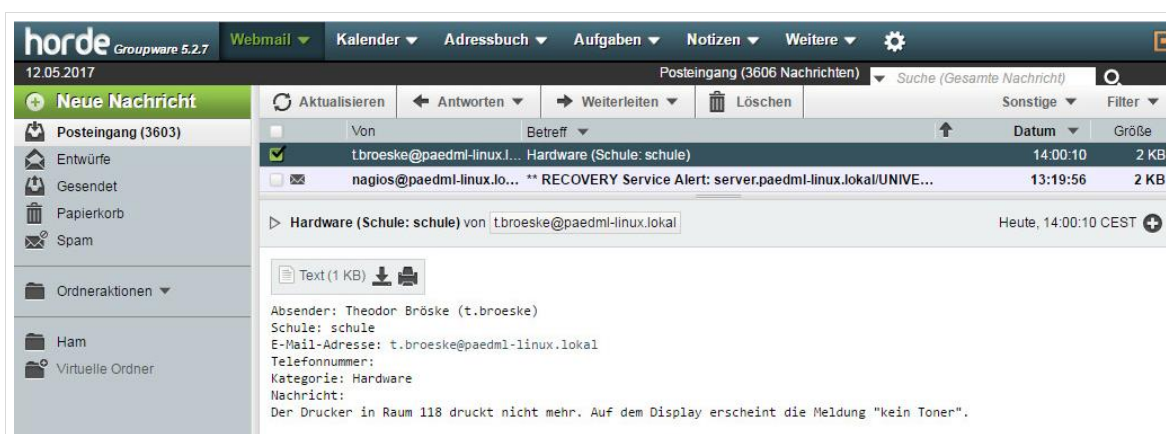 horde Groupware 5.2.7 Webmail Kalender Adressbuch Aufgaben Notizen Weitere
12.05.2017 Posteingang (3606 Nachrichten) Suche (Gesamte Nachricht)
Neue Nachricht Aktualisieren Antworten Weiterleiten Löschen Sonstige Filter
Posteingang (3603) Von Betreff Datum Größe
Entwürfe t.broeske@paedml-linux.l... Hardware (Schule: schule) 14:00:10 2 KB
Gesendet nagios@paedml-linux.lo... ** RECOVERY Service Alert: server.paedml-linux.lokal/UNIVE... 13:19:56 2 KB
Papierkorb
Spam
Ordneraktionen
Ham
Virtuelle Ordner
Hardware (Schule: schule) von t.broeske@paedml-linux.lokal Heute, 14:00:10 CEST
Text (1 KB)
Absender: Theodor Bröske (t.broeske)
Schule: schule
E-Mail-Adresse: t.broeske@paedml-linux.lokal
Telefonnummer:
Kategorie: Hardware
Nachricht:
Der Drucker in Raum 118 druckt nicht mehr. Auf dem Display erscheint die Meldung "kein Toner".